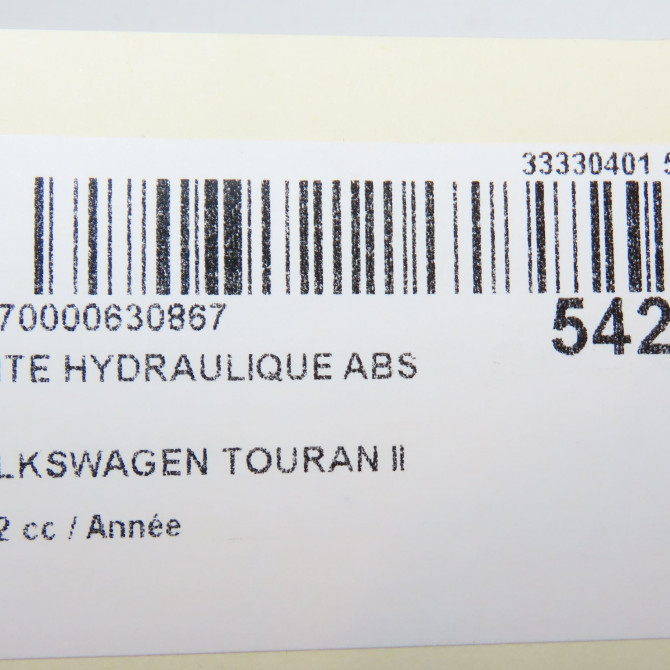 33330401 5
70000630867
542
ITE HYDRAULIQUE ABS
LKSWAGEN TOURAN II
2 cc / Année